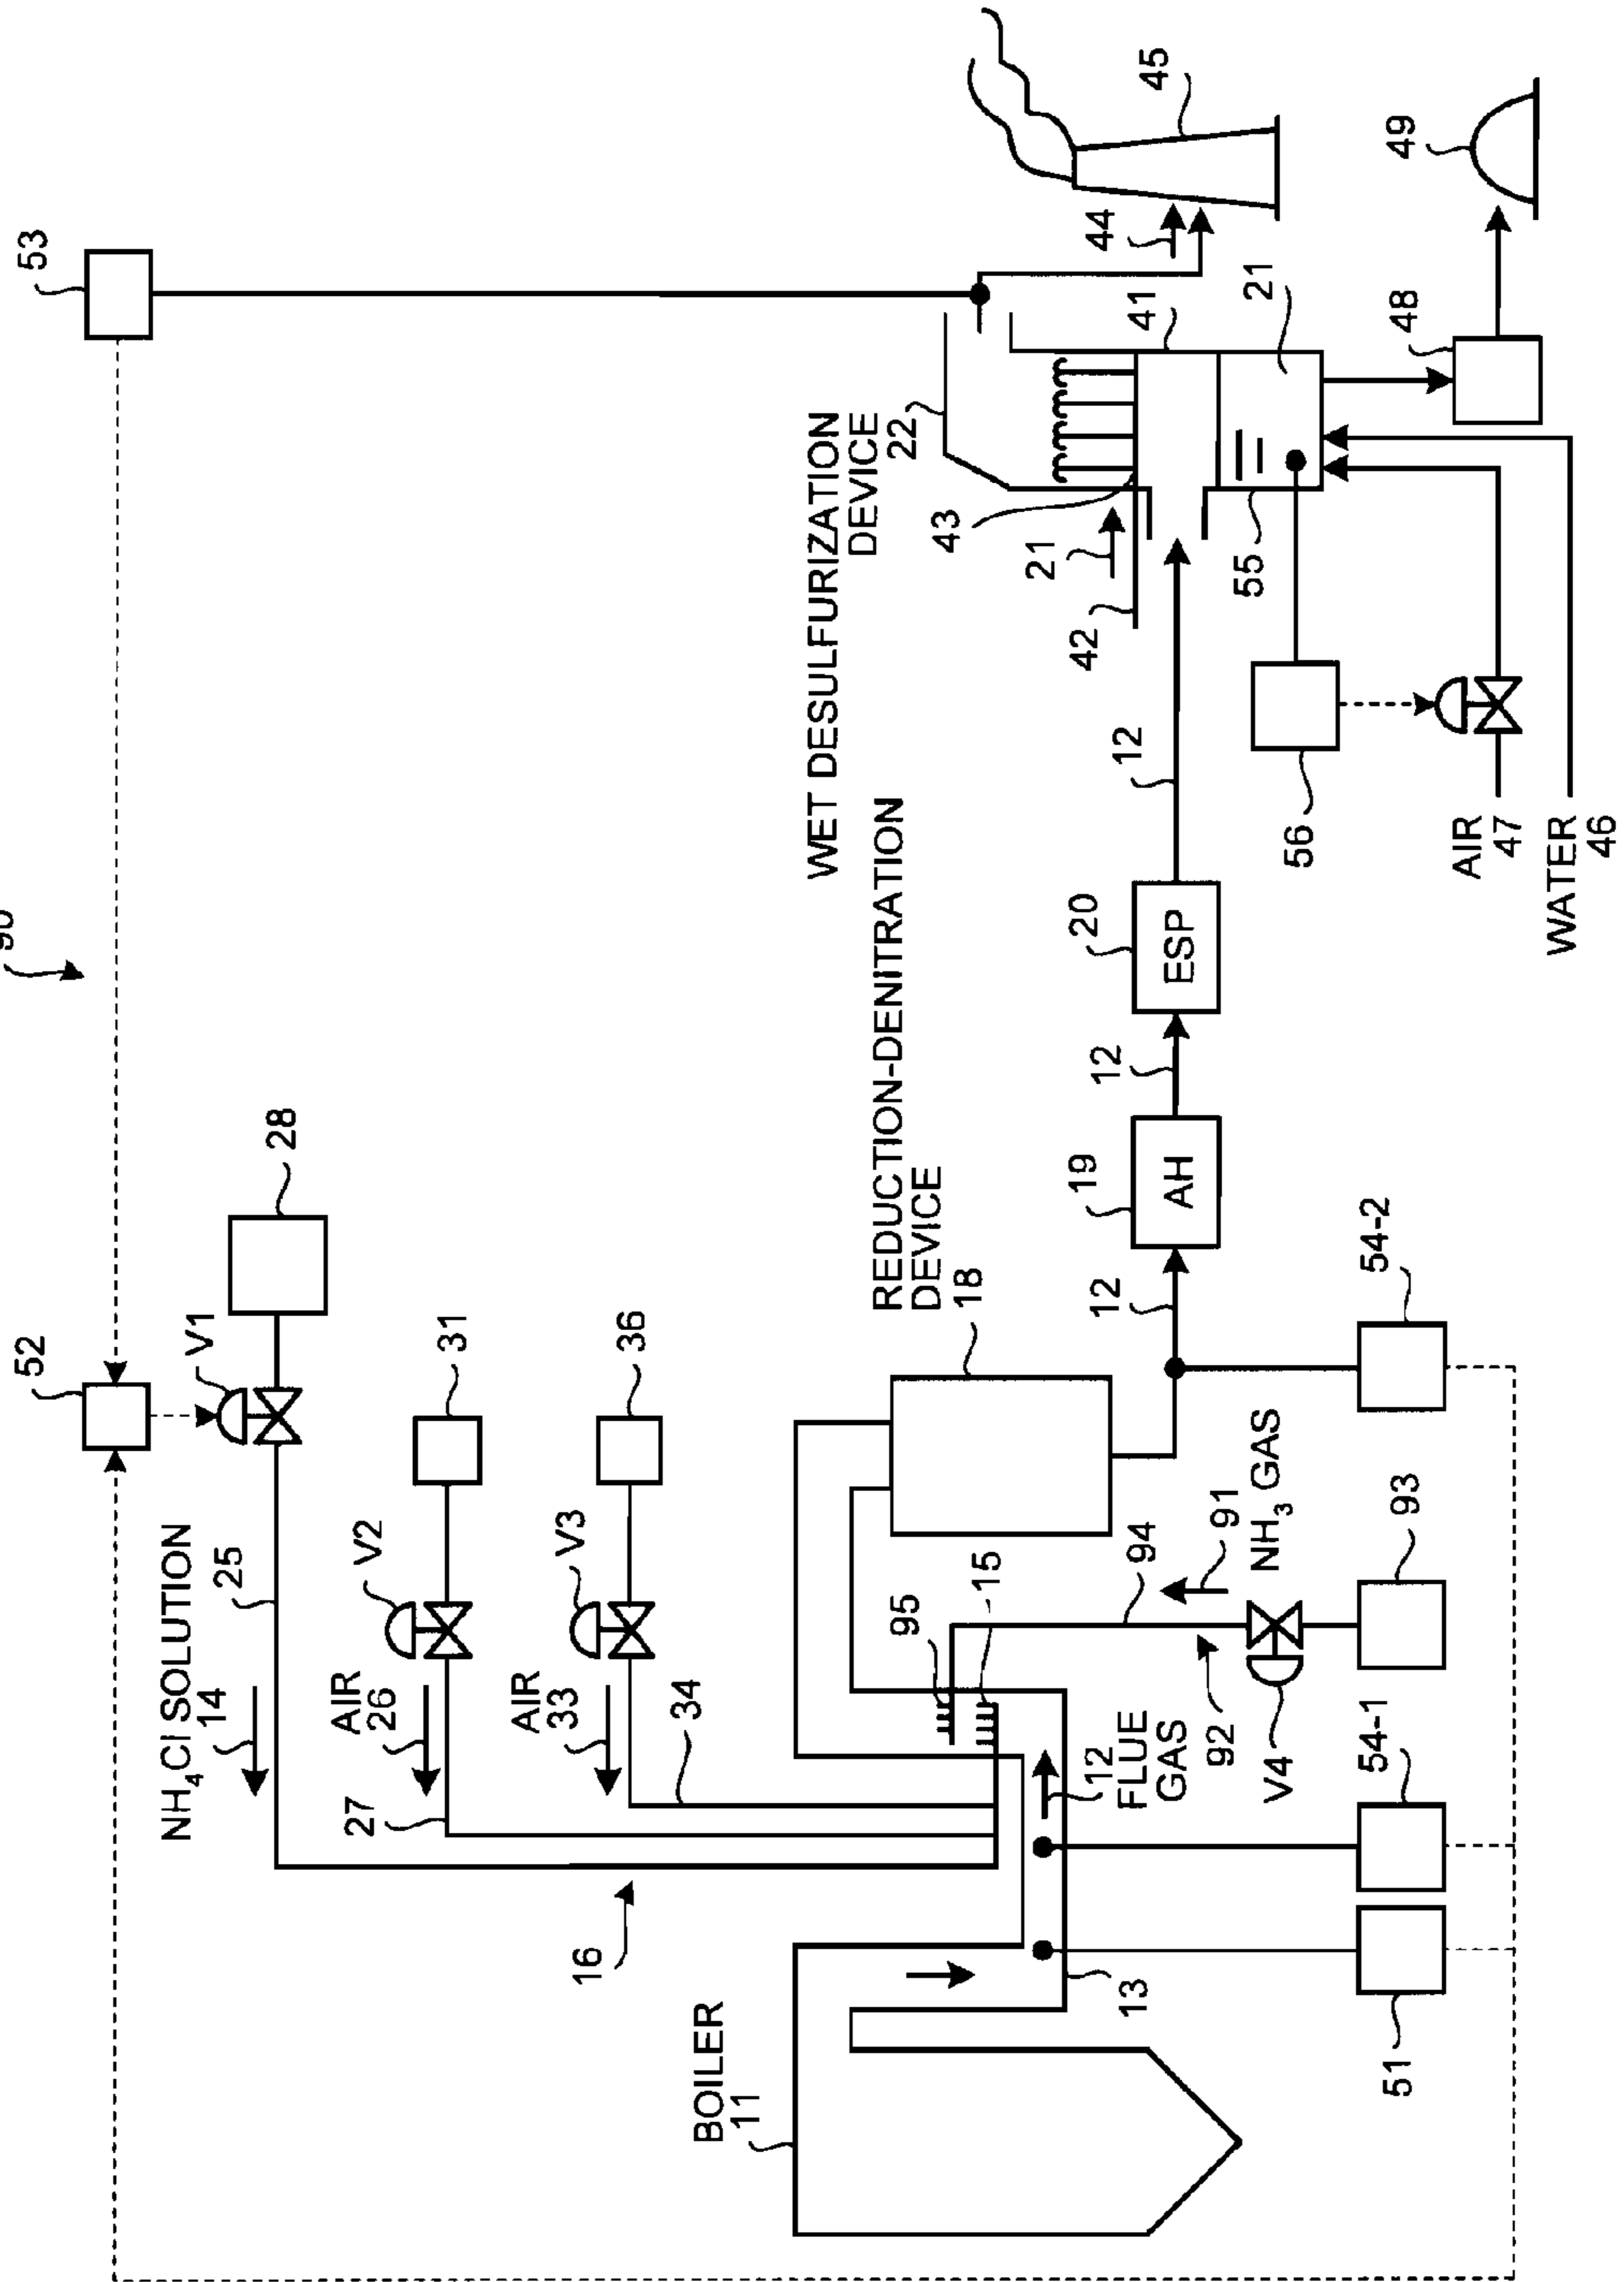 52
53
NH₄Cl SOLUTION
14
25
V1
28
AIR
26
V2
31
27
AIR
33
V3
36
34
16
BOILER
11
REDUCTION-DENITRATION
DEVICE
18
WET DESULFURIZATION
DEVICE
22
95
15
43
21
42
41
44
45
12
FLUE
GAS
13
94
91
NH₃ GAS
92
V4
12
19
AH
12
20
ESP
12
55
21
48
49
51
54-1
93
54-2
56
AIR
47
WATER
46